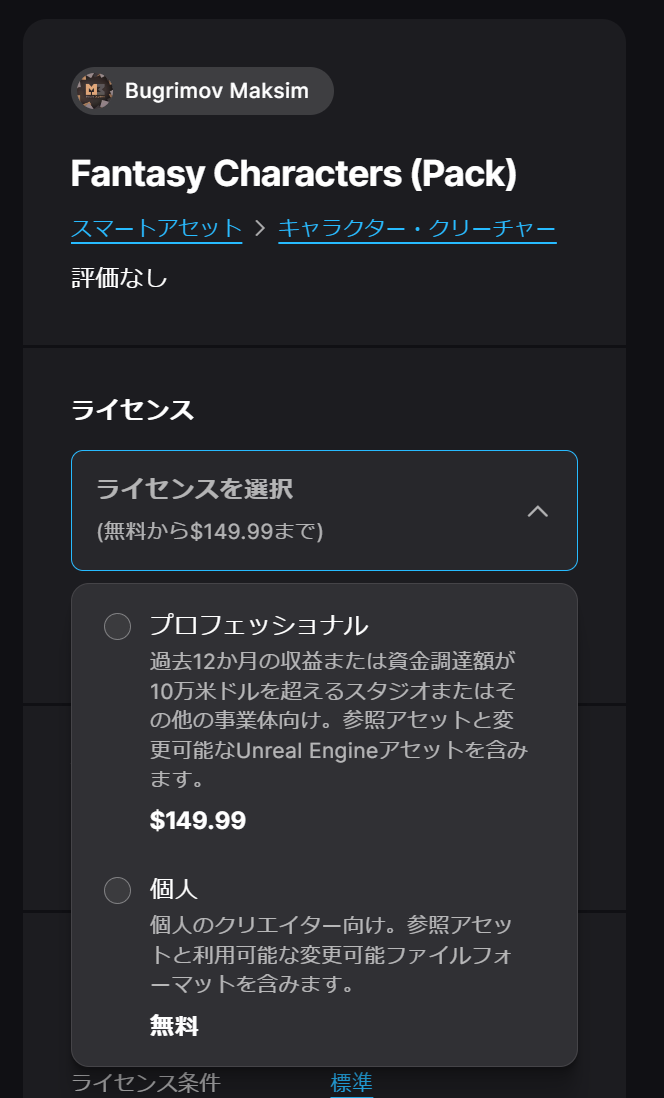 Bugrimov Maksim
Fantasy Characters (Pack)
スマートアセット > キャラクター・クリーチャー
評価なし
ライセンス
ライセンスを選択
(無料から$149.99まで)
プロフェッショナル
過去12か月の収益または資金調達額が
10万米ドルを超えるスタジオまたはそ
の他の事業体向け。参照アセットと変
更可能なUnreal Engineアセットを含み
ます。
$149.99
個人
個人のクリエイター向け。参照アセッ
トと利用可能な変更可能ファイルフォ
ーマットを含みます。
無料
ライセンス条件 標準